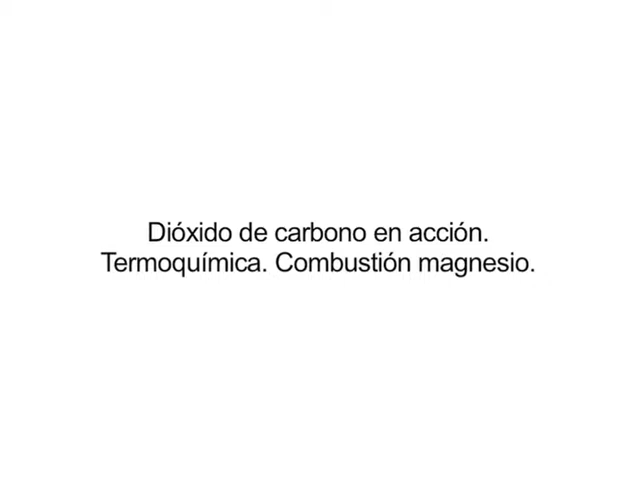 Dióxido de carbono en acción.
Termoquímica. Combustión magnesio.